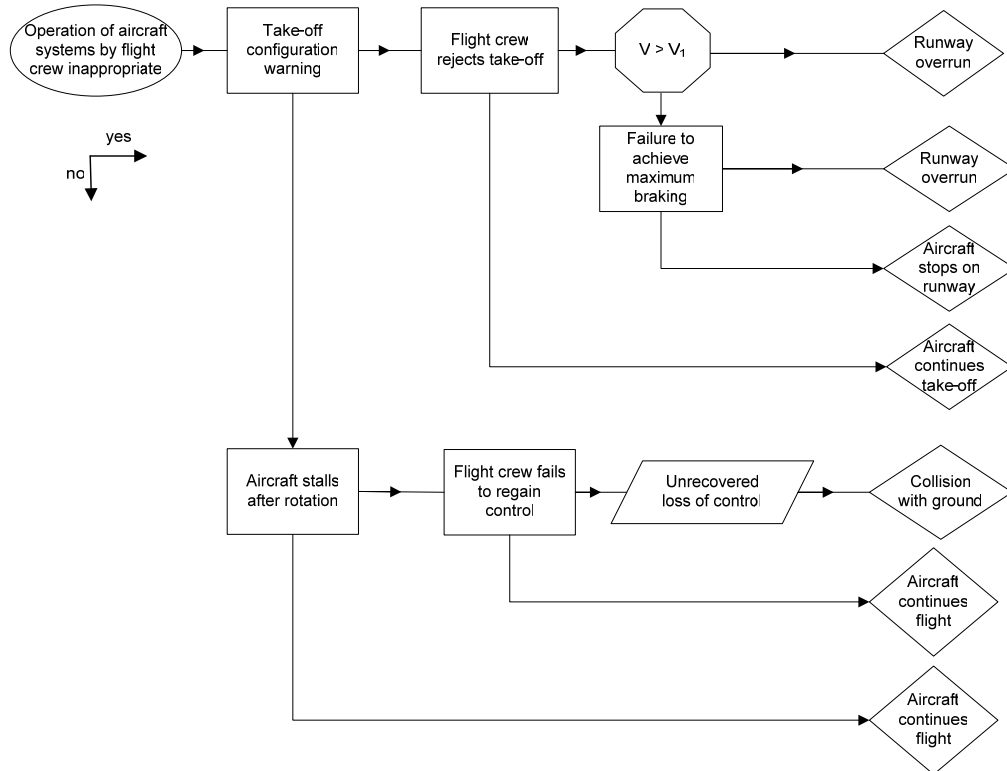 Operation of aircraft
systems by flight
crew inappropriate
Take-off
configuration
warning
Flight crew
rejects take-off
V > V1
Runway
overrun
yes
no
Failure to
achieve
maximum
braking
Runway
overrun
Aircraft
stops on
runway
Aircraft
continues
take-off
Aircraft stalls
after rotation
Flight crew fails
to regain
control
Unrecovered
loss of control
Collision
with ground
Aircraft
continues
flight
Aircraft
continues
flight